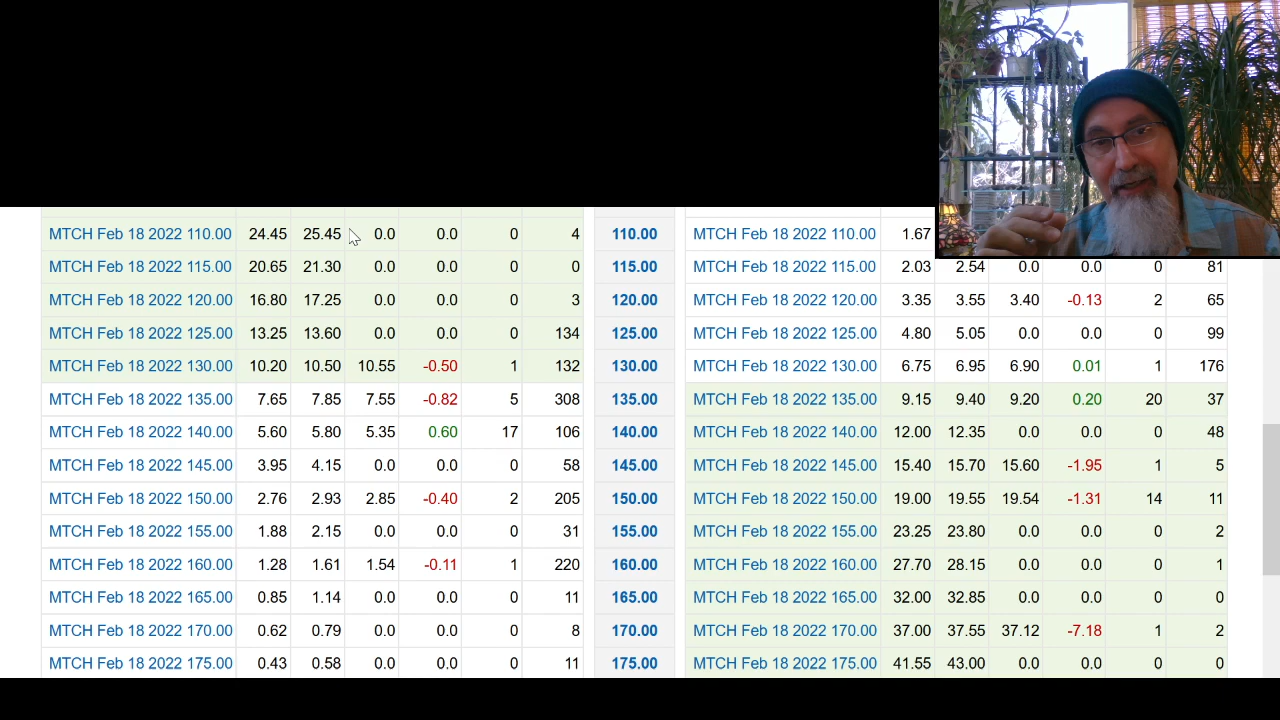 MTCH Feb 18 2022 110.00 24.45 25.45 0.0 0.0 0 4 110.00 MTCH Feb 18 2022 110.00 1.67
MTCH Feb 18 2022 115.00 20.65 21.30 0.0 0.0 0 0 115.00 MTCH Feb 18 2022 115.00 2.03 2.54 0.0 0.0 0 81
MTCH Feb 18 2022 120.00 16.80 17.25 0.0 0.0 0 3 120.00 MTCH Feb 18 2022 120.00 3.35 3.55 3.40 -0.13 2 65
MTCH Feb 18 2022 125.00 13.25 13.60 0.0 0.0 0 134 125.00 MTCH Feb 18 2022 125.00 4.80 5.05 0.0 0.0 0 99
MTCH Feb 18 2022 130.00 10.20 10.50 10.55 -0.50 1 132 130.00 MTCH Feb 18 2022 130.00 6.75 6.95 6.90 0.01 1 176
MTCH Feb 18 2022 135.00 7.65 7.85 7.55 -0.82 5 308 135.00 MTCH Feb 18 2022 135.00 9.15 9.40 9.20 0.20 20 37
MTCH Feb 18 2022 140.00 5.60 5.80 5.35 0.60 17 106 140.00 MTCH Feb 18 2022 140.00 12.00 12.35 0.0 0.0 0 48
MTCH Feb 18 2022 145.00 3.95 4.15 0.0 0.0 0 58 145.00 MTCH Feb 18 2022 145.00 15.40 15.70 15.60 -1.95 1 5
MTCH Feb 18 2022 150.00 2.76 2.93 2.85 -0.40 2 205 150.00 MTCH Feb 18 2022 150.00 19.00 19.55 19.54 -1.31 14 11
MTCH Feb 18 2022 155.00 1.88 2.15 0.0 0.0 0 31 155.00 MTCH Feb 18 2022 155.00 23.25 23.80 0.0 0.0 0 2
MTCH Feb 18 2022 160.00 1.28 1.61 1.54 -0.11 1 220 160.00 MTCH Feb 18 2022 160.00 27.70 28.15 0.0 0.0 0 1
MTCH Feb 18 2022 165.00 0.85 1.14 0.0 0.0 0 11 165.00 MTCH Feb 18 2022 165.00 32.00 32.85 0.0 0.0 0 0
MTCH Feb 18 2022 170.00 0.62 0.79 0.0 0.0 0 8 170.00 MTCH Feb 18 2022 170.00 37.00 37.55 37.12 -7.18 1 2
MTCH Feb 18 2022 175.00 0.43 0.58 0.0 0.0 0 11 175.00 MTCH Feb 18 2022 175.00 41.55 43.00 0.0 0.0 0 0